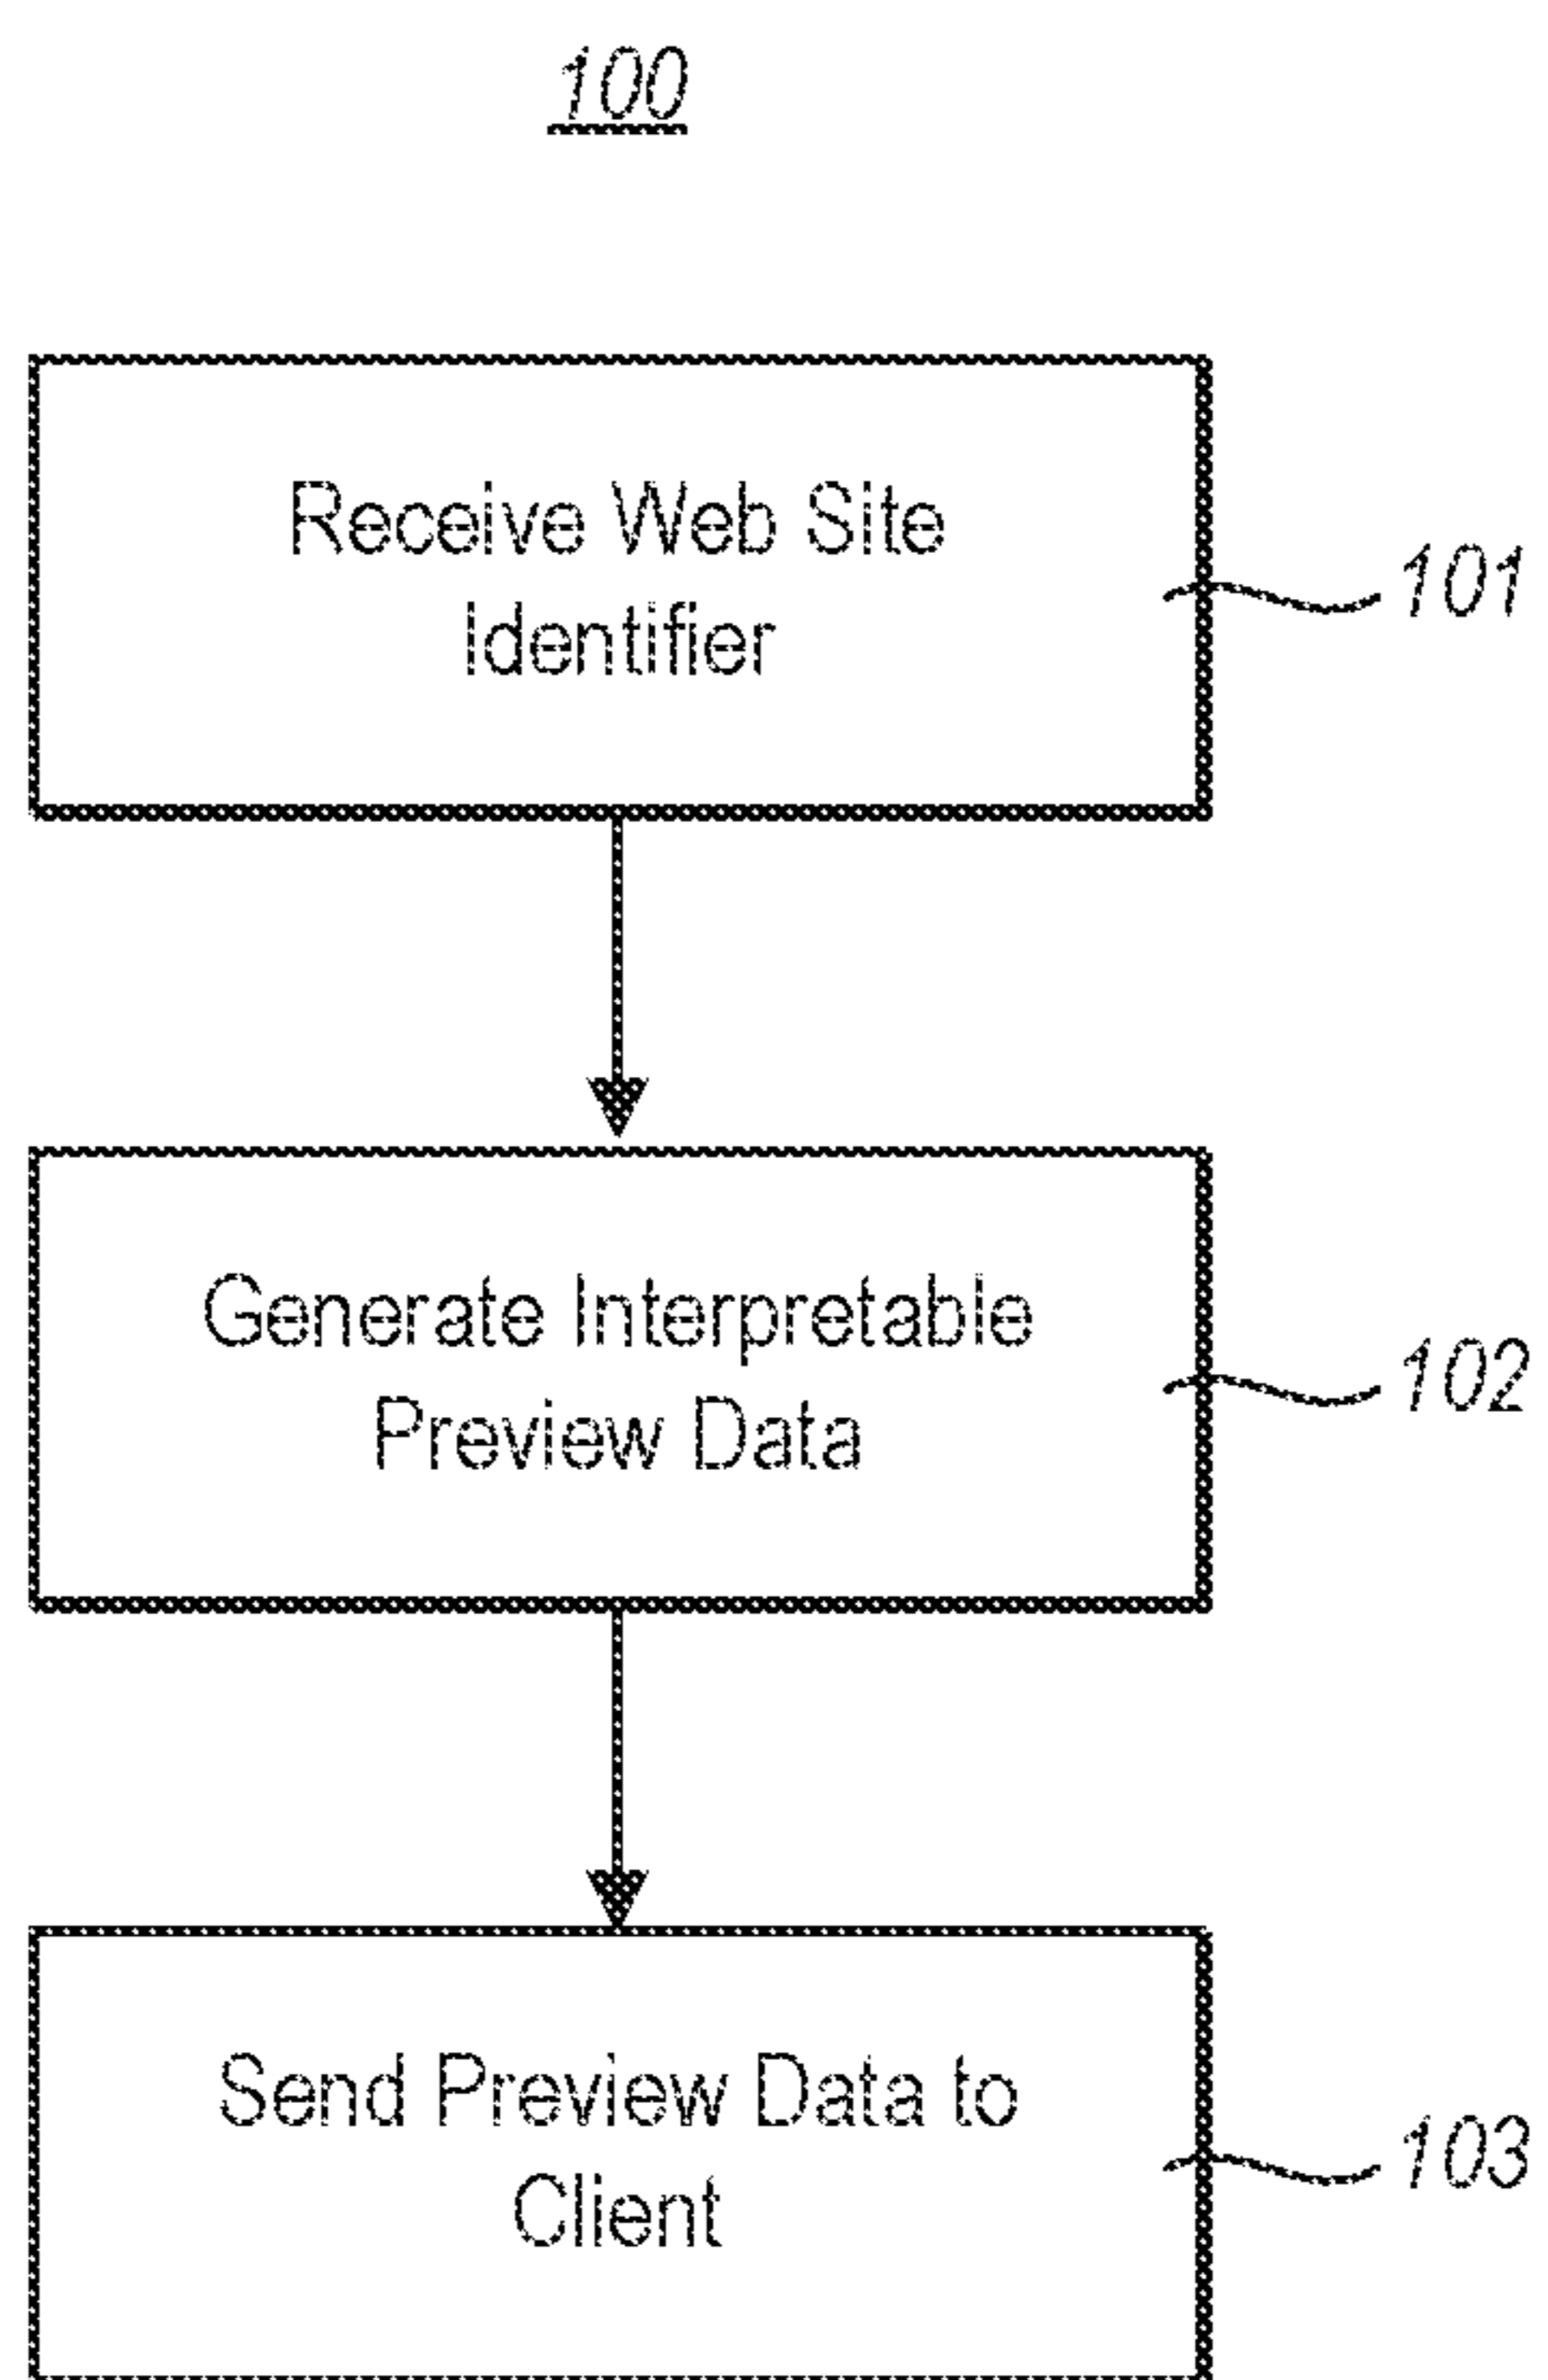 100
Receive Web Site
Identifier
101
Generate Interpretable
Preview Data
102
Send Preview Data to
Client
103